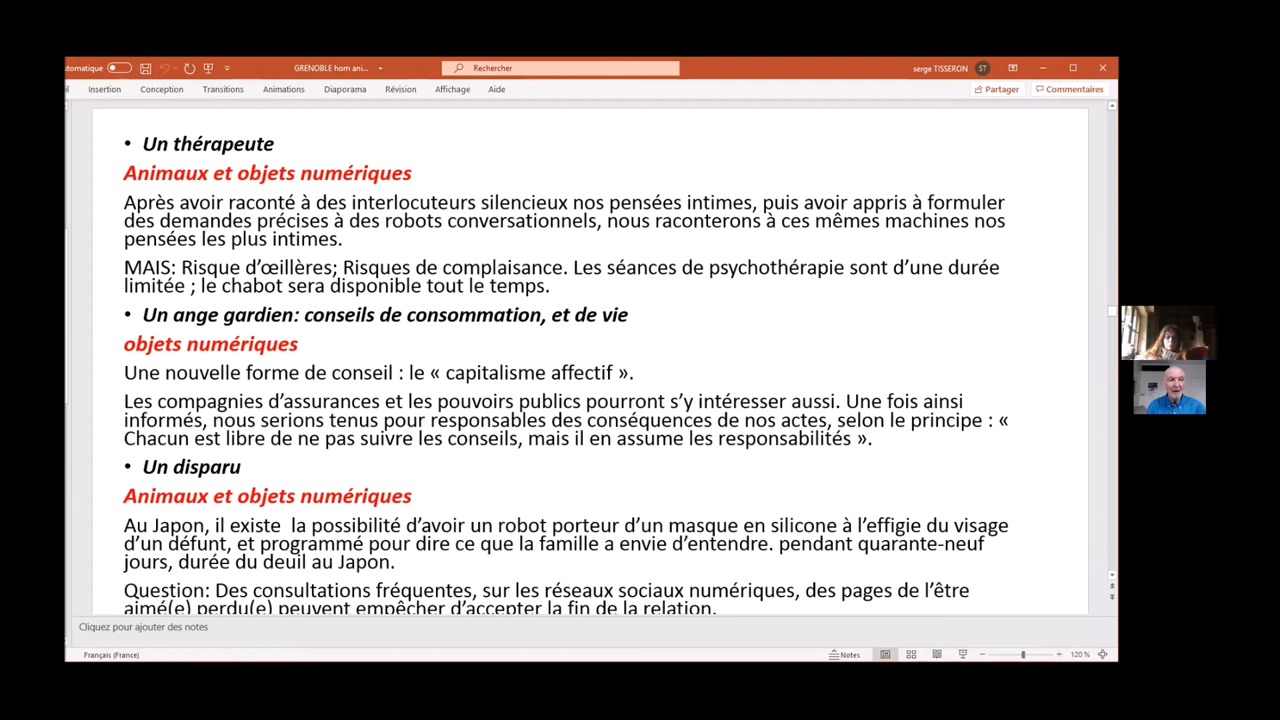 utomatique
GRENOBLE hom ani...
Rechercher
serge TISSERON
ST
Insertion
Conception
Transitions
Animations
Diaporama
Révision
Affichage
Aide
Partager
Commentaires
• Un thérapeute
Animaux et objets numériques
Après avoir raconté à des interlocuteurs silencieux nos pensées intimes, puis avoir appris à formuler
des demandes précises à des robots conversationnels, nous raconterons à ces mêmes machines nos
pensées les plus intimes.
MAIS: Risque d’œillères; Risques de complaisance. Les séances de psychothérapie sont d’une durée
limitée ; le chabot sera disponible tout le temps.
• Un ange gardien: conseils de consommation, et de vie
objets numériques
Une nouvelle forme de conseil : le « capitalisme affectif ».
Les compagnies d’assurances et les pouvoirs publics pourront s’y intéresser aussi. Une fois ainsi
informés, nous serions tenus pour responsables des conséquences de nos actes, selon le principe : «
Chacun est libre de ne pas suivre les conseils, mais il en assume les responsabilités ».
• Un disparu
Animaux et objets numériques
Au Japon, il existe  la possibilité d’avoir un robot porteur d’un masque en silicone à l’effigie du visage
d’un défunt, et programmé pour dire ce que la famille a envie d’entendre. pendant quarante-neuf
jours, durée du deuil au Japon.
Question: Des consultations fréquentes, sur les réseaux sociaux numériques, des pages de l’être
aimé(e) perdu(e) peuvent empêcher d’accepter la fin de la relation.
Cliquez pour ajouter des notes
Français (France)
Notes
120 %